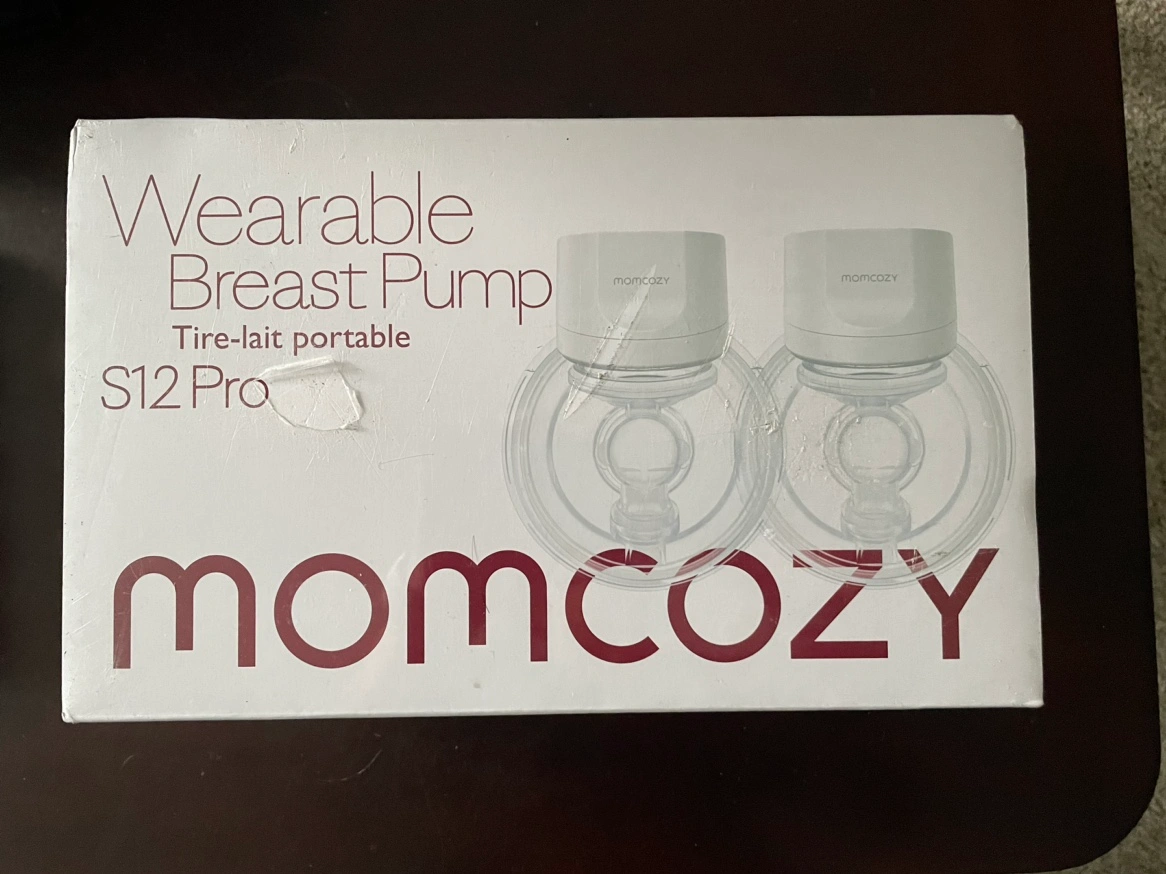 Wearable
Breast Pump
Tire-lait portable
S12 Pro
momcozy
momcozy
momcozy